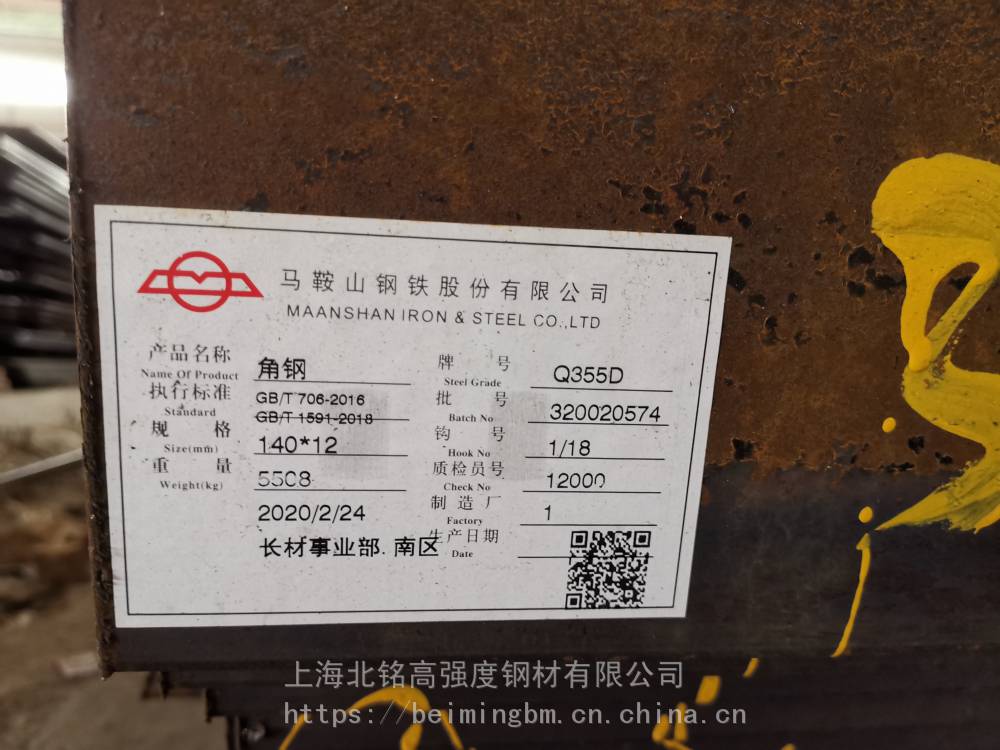 马鞍山钢铁股份有限公司
MAANSHAN IRON & STEEL CO.,LTD
产品名称 角钢 牌 号 Q355D
Name Of Product Steel Grade
执行标准 GB/T 706-2016 批 号 320020574
Standard GB/T 1591-2018 Batch No
规 格 140*12 钩 号 1/18
Size(mm) Hook No
重 量 5508 质检员号 12000
Weight(kg) Check No
2020/2/24 制 造 厂 1
Factory
长材事业部.南区 生产日期
Date
上海北铭高强度钢材有限公司
https://beimingbm.cn.china.cn